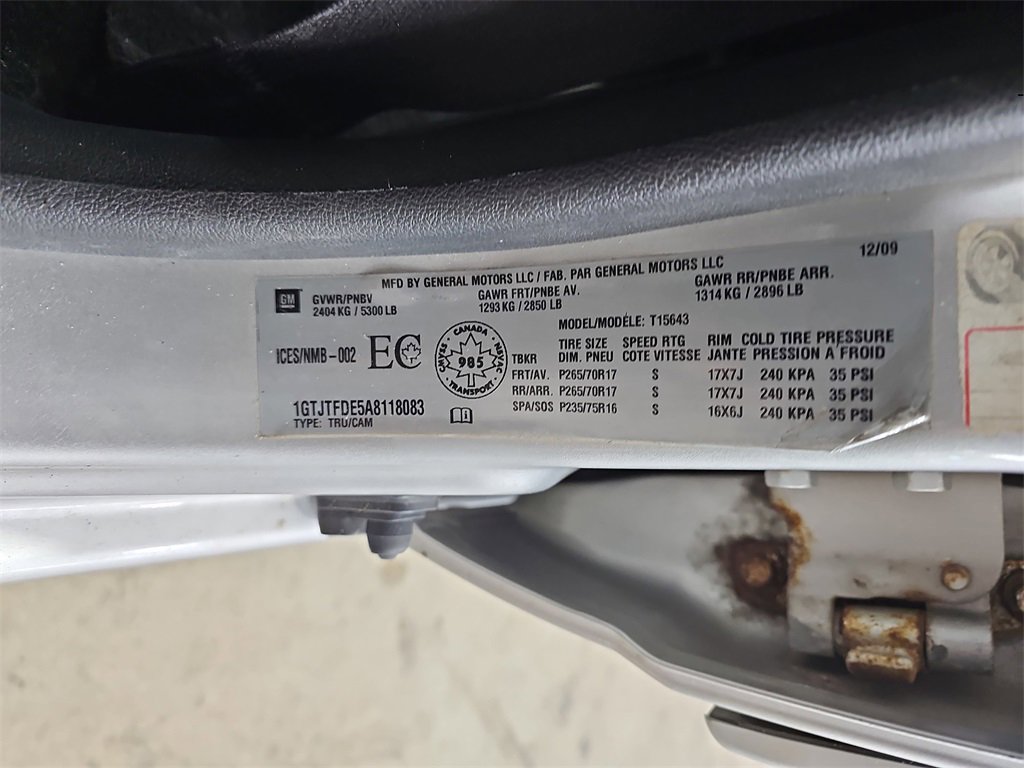 12/09
MFD BY GENERAL MOTORS LLC / FAB. PAR GENERAL MOTORS LLC
GM
GVWR/PNBV
2404 KG / 5300 LB
GAWR FRT/PNBE AV.
1293 KG / 2850 LB
GAWR RR/PNBE ARR.
1314 KG / 2896 LB
ICES/NMB-002 EC
CANADA
985
TRANSPORT
CMVSS
NSVAC
MODEL/MODÈLE: T15643
TBKR TIRE SIZE SPEED RTG RIM COLD TIRE PRESSURE
DIM. PNEU COTE VITESSE JANTE PRESSION À FROID
FRT/AV. P265/70R17 S 17X7J 240 KPA 35 PSI
RR/ARR. P265/70R17 S 17X7J 240 KPA 35 PSI
SPA/SOS P235/75R16 S 16X6J 240 KPA 35 PSI
1GTJTFDE5A8118083
TYPE: TRU/CAM
i